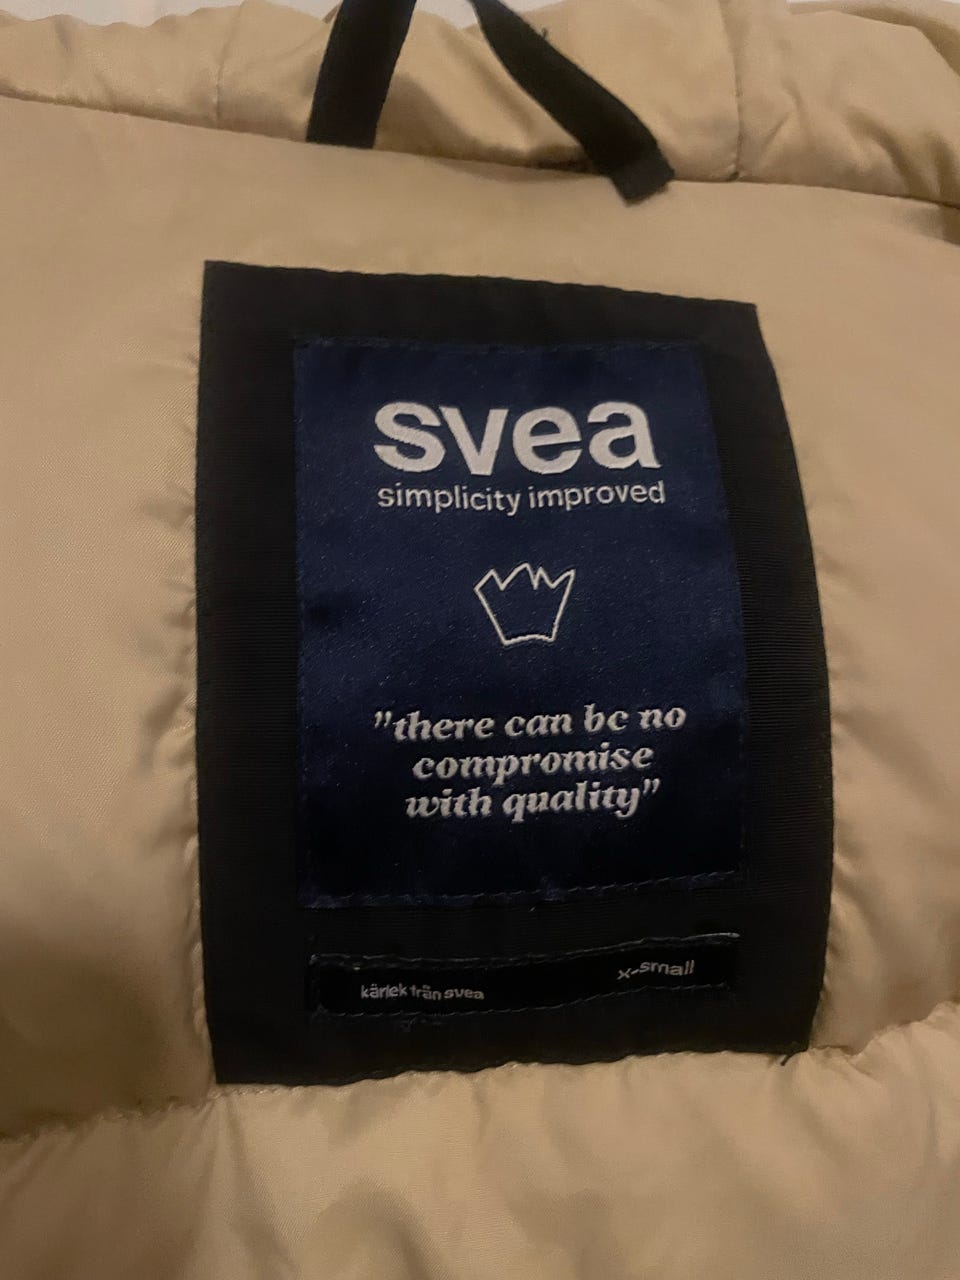 svea
simplicity improved
"there can be no
compromise
with quality"
kärlek från svea
x-small